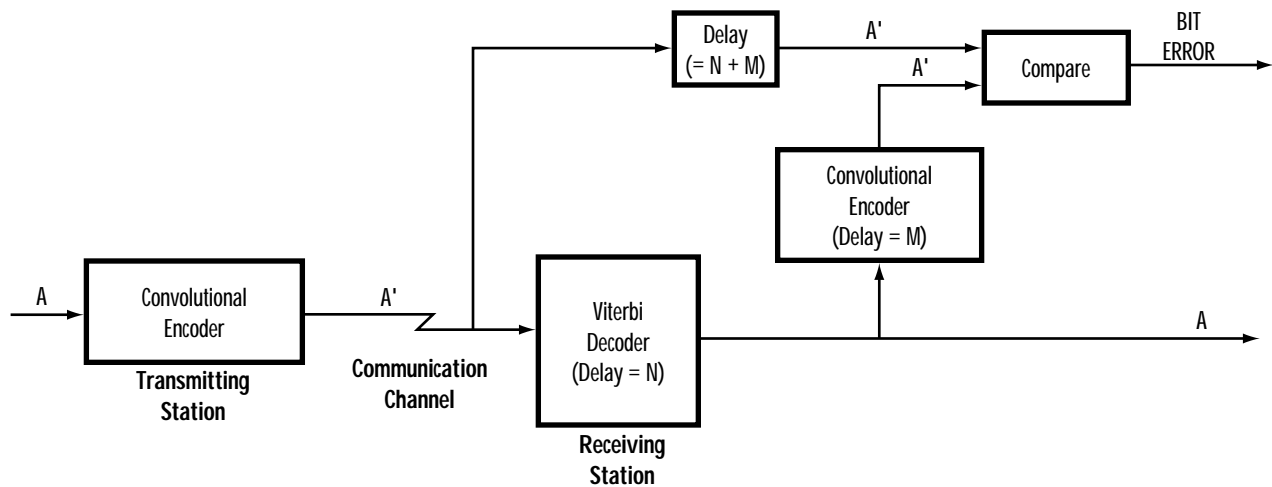 Delay
(= N + M)
A'
A'
Compare
BIT
ERROR
Convolutional
Encoder
(Delay = M)
A
Convolutional
Encoder
Transmitting
Station
A'
Communication
Channel
Viterbi
Decoder
(Delay = N)
Receiving
Station
A